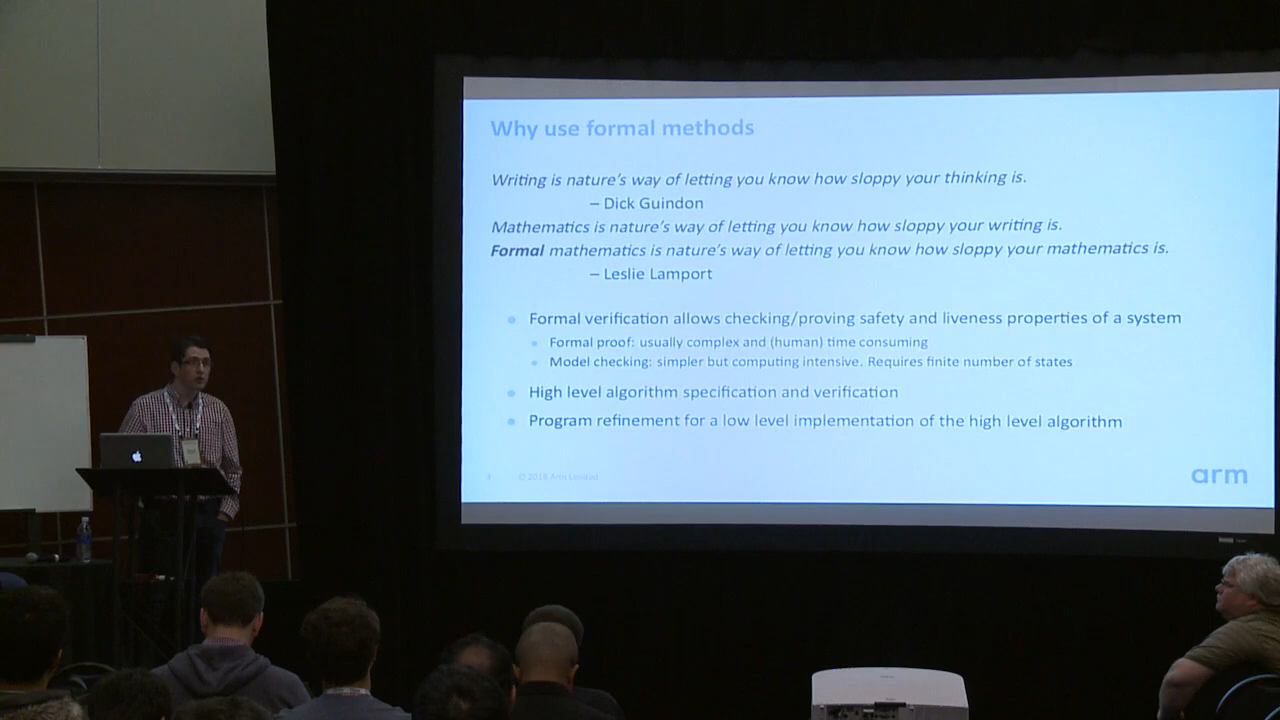 Why use formal methods
Writing is nature's way of letting you know how sloppy your thinking is.
– Dick Guindon
Mathematics is nature's way of letting you know how sloppy your writing is.
Formal mathematics is nature's way of letting you know how sloppy your mathematics is.
– Leslie Lamport
Formal verification allows checking/proving safety and liveness properties of a system
Formal proof: usually complex and (human) time consuming
Model checking: simpler but computing intensive. Requires finite number of states
High level algorithm specification and verification
Program refinement for a low level implementation of the high level algorithm
© 2018 Arm Limited
arm